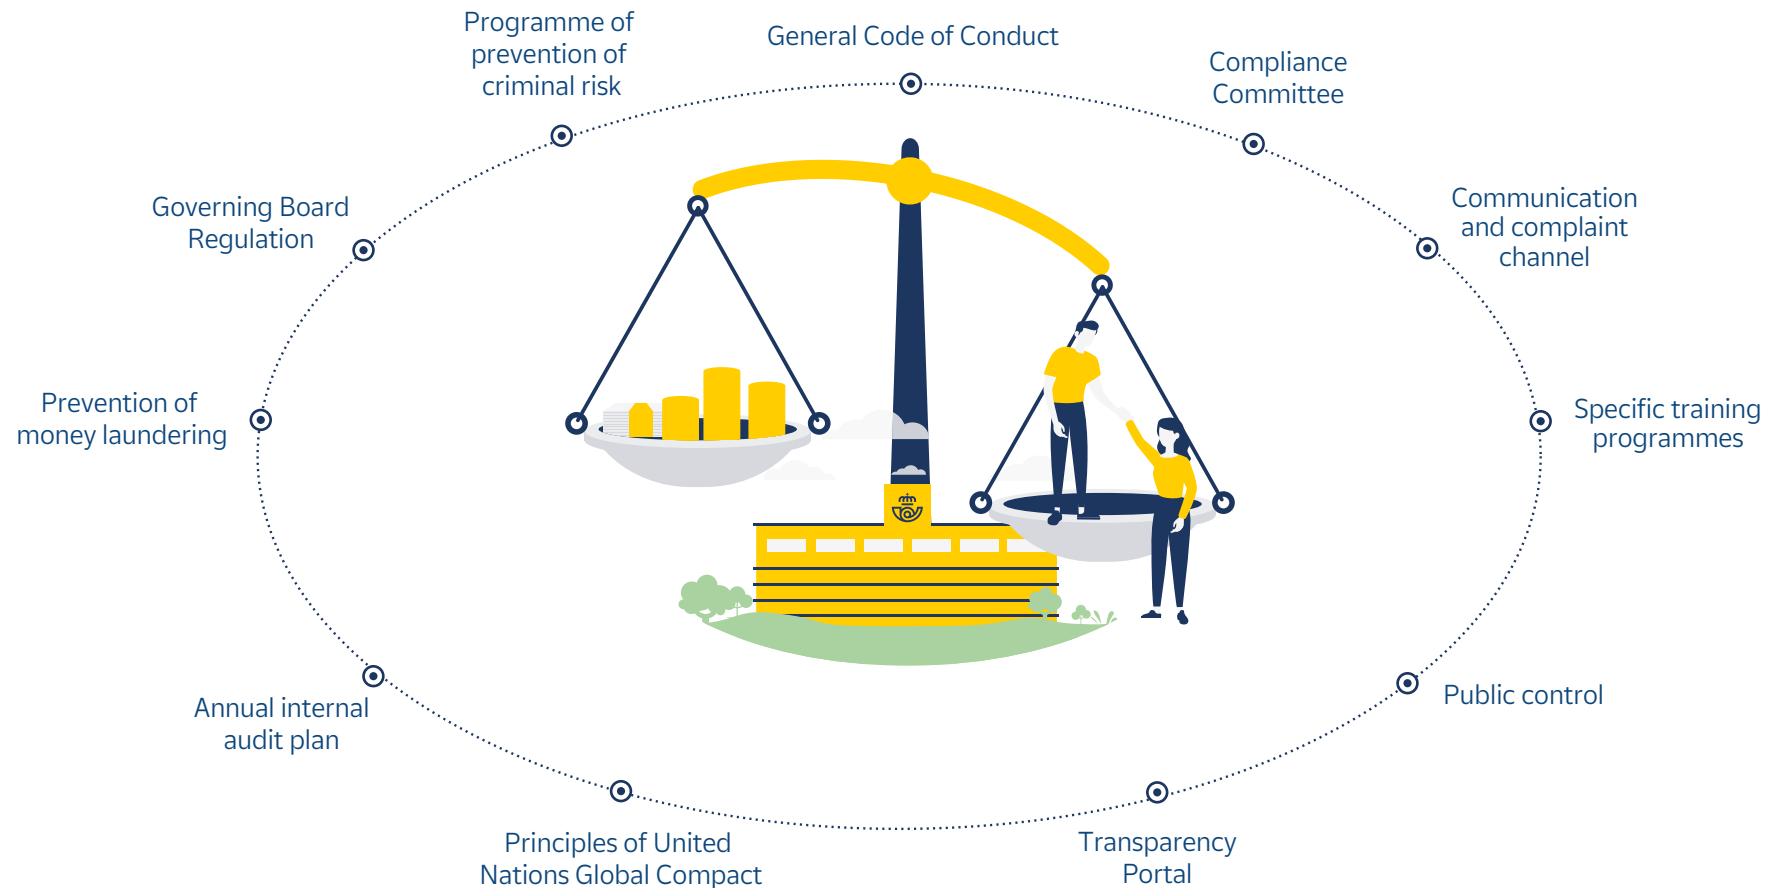 Programme of
prevention of
criminal risk
General Code of Conduct
Compliance
Committee
Governing Board
Regulation
Communication
and complaint
channel
Prevention of
money laundering
Specific training
programmes
Annual internal
audit plan
Public control
Principles of United
Nations Global Compact
Transparency
Portal